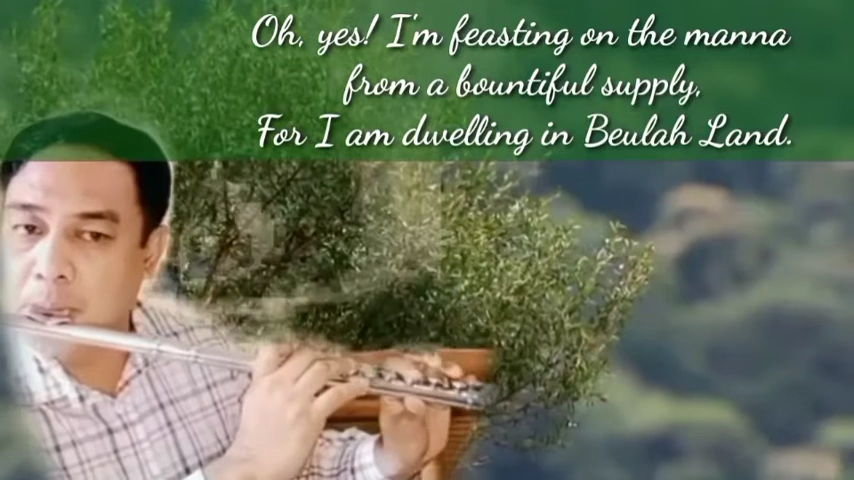 Oh, yes! I'm feasting on the manna
from a bountiful supply,
For I am dwelling in Beulah Land.